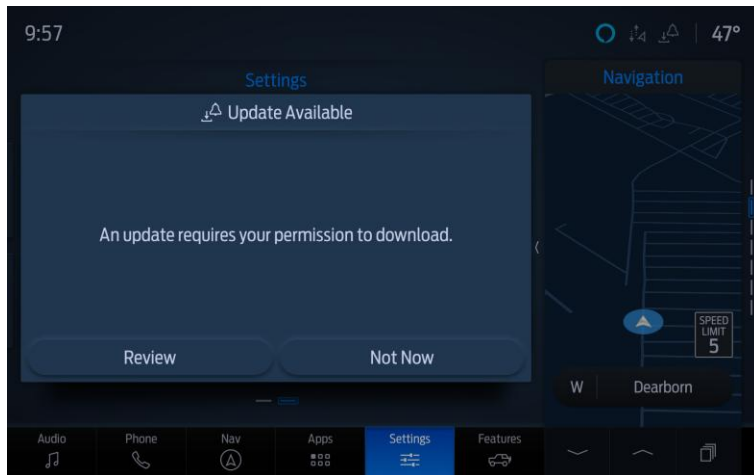 9:57
47°
Settings
Navigation
Update Available
An update requires your permission to download.
Review
Not Now
SPEED
LIMIT
5
W
Dearborn
Audio
Phone
Nav
Apps
Settings
Features